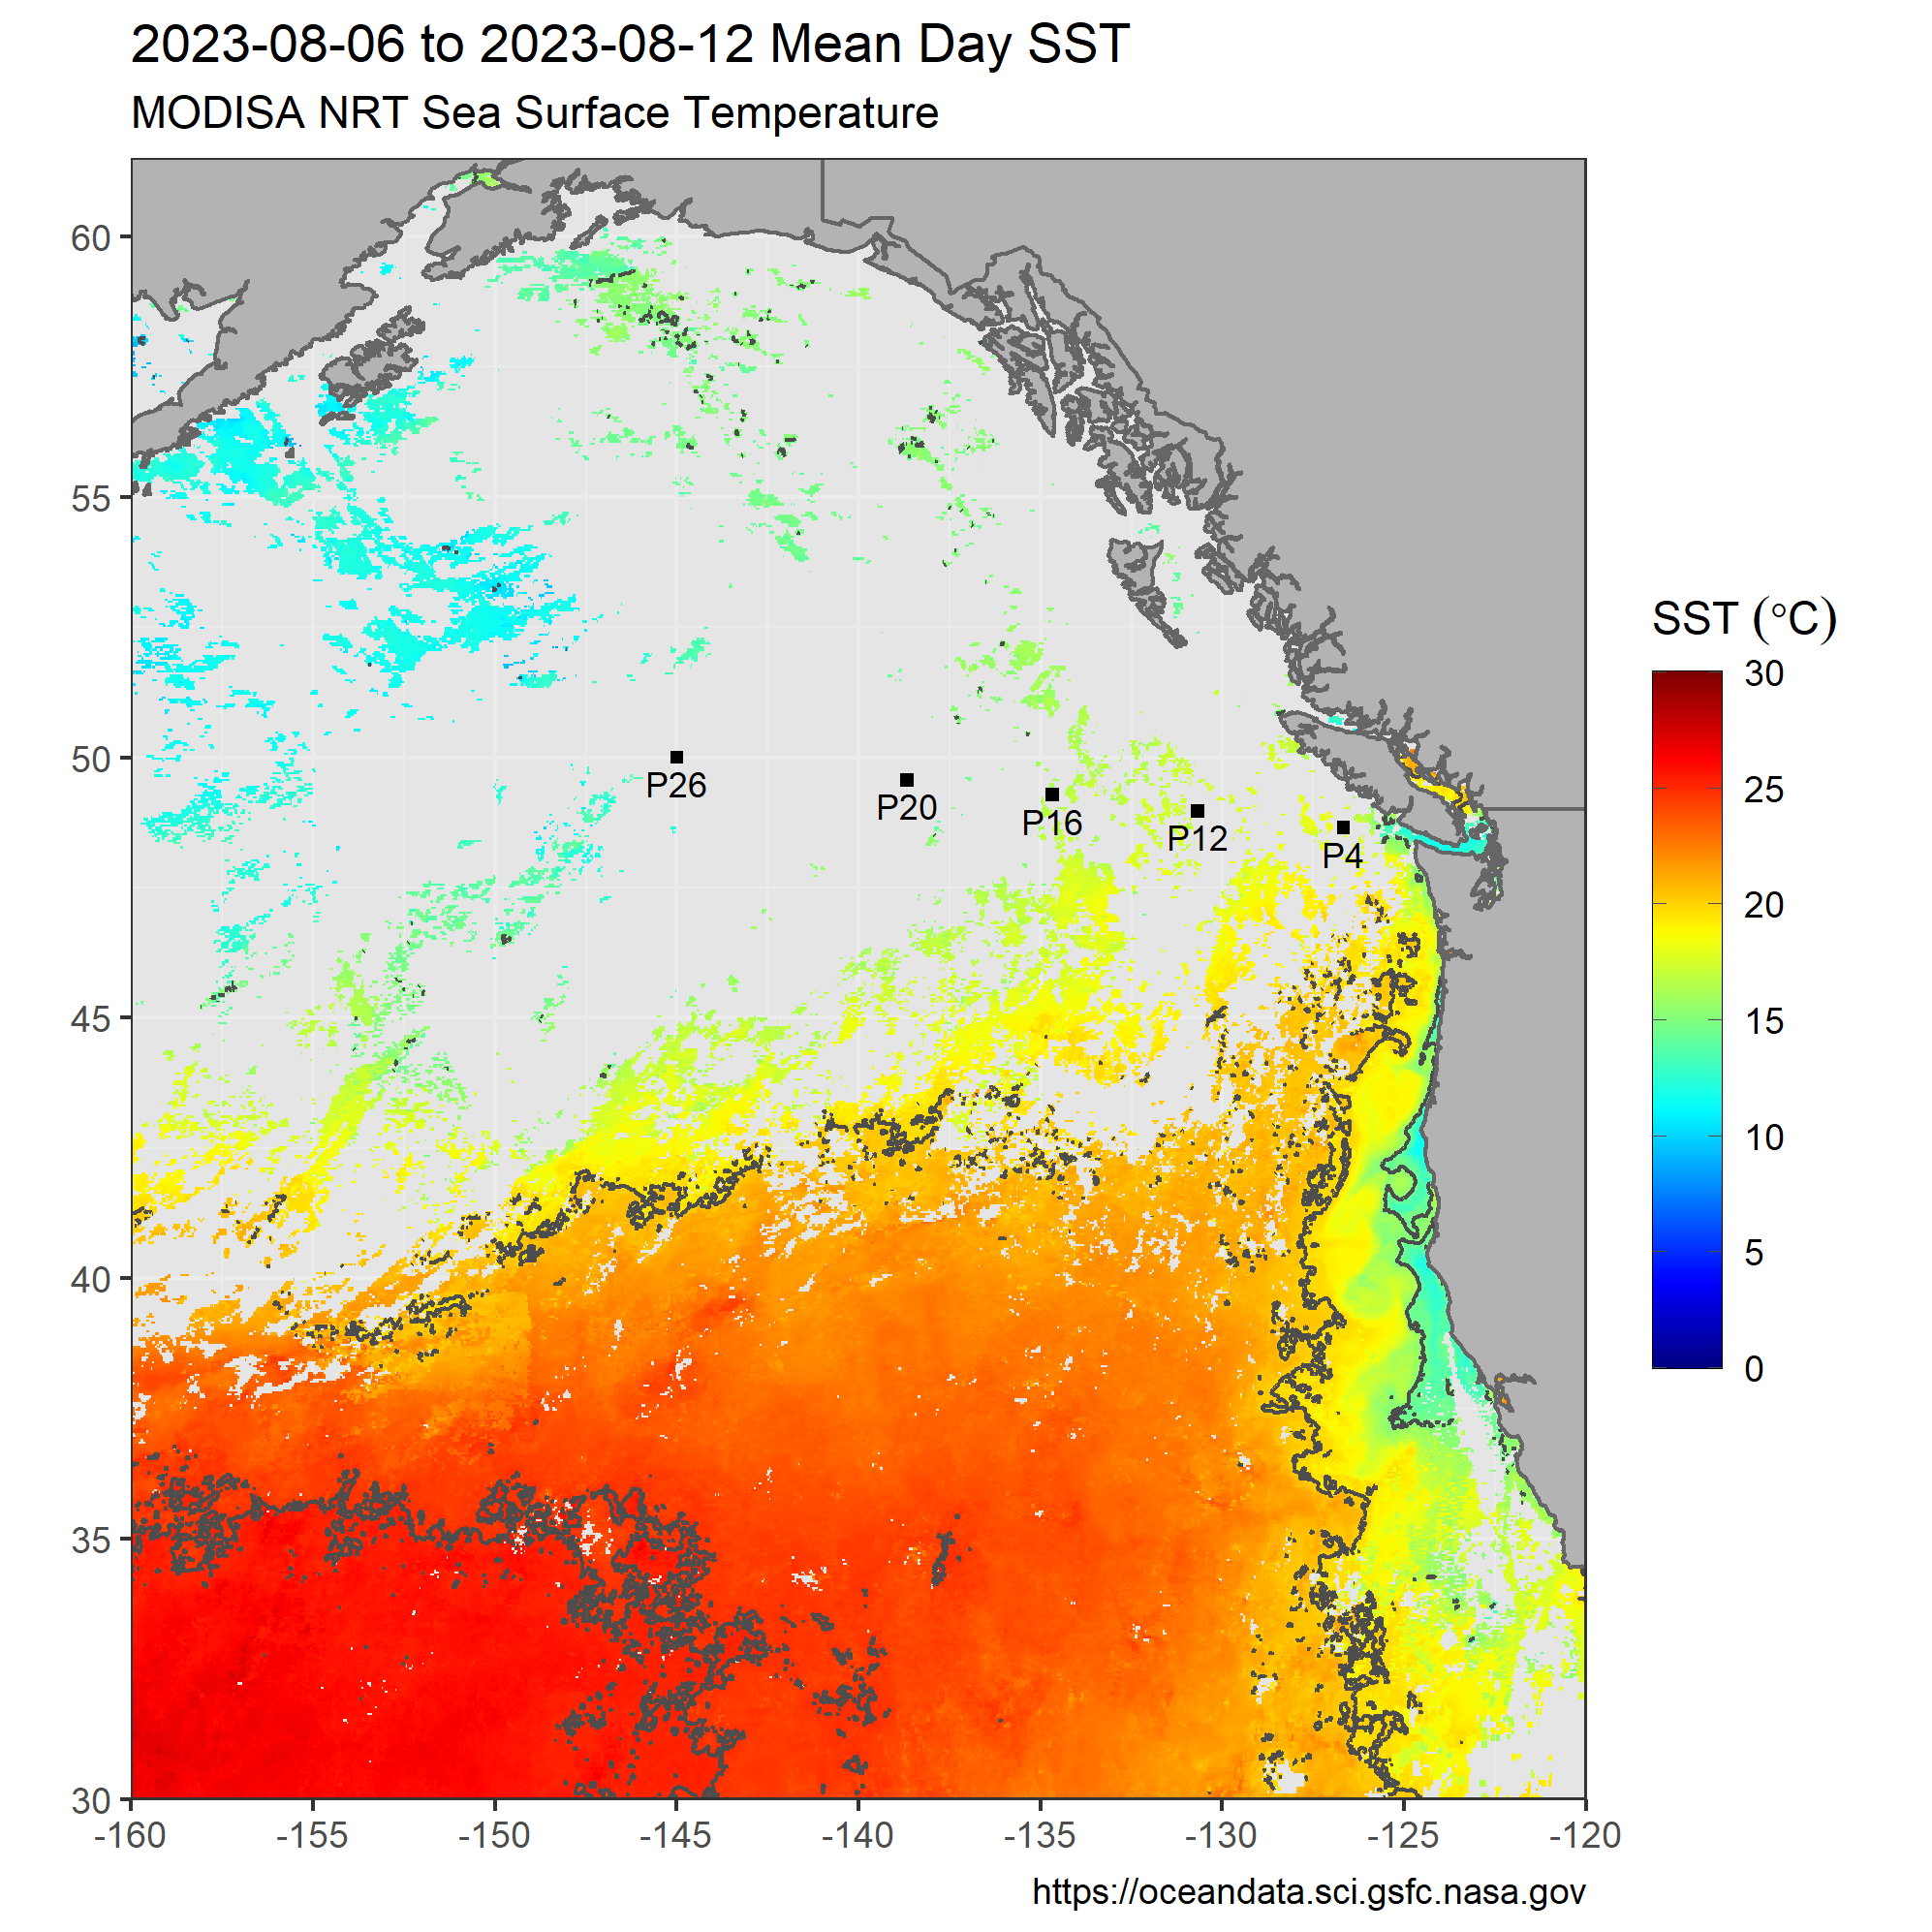 2023-08-06 to 2023-08-12 Mean Day SST
MODISA NRT Sea Surface Temperature
60
55
50
45
40
35
30
-160
-155
-150
-145
-140
-135
-130
-125
-120
P26
P20
P16
P12
P4
SST (°C)
30
25
20
15
10
5
0
https://oceandata.sci.gsfc.nasa.gov